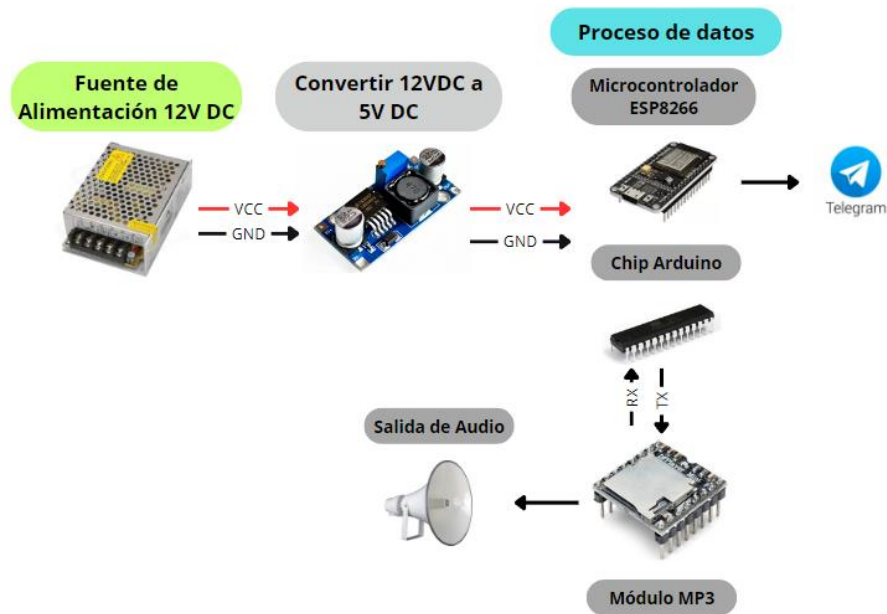 Proceso de datos
Fuente de
Alimentación 12V DC
Convertir 12VDC a
5V DC
Microcontrolador
ESP8266
VCC
GND
VCC
GND
Telegram
Chip Arduino
RX
TX
Salida de Audio
Módulo MP3